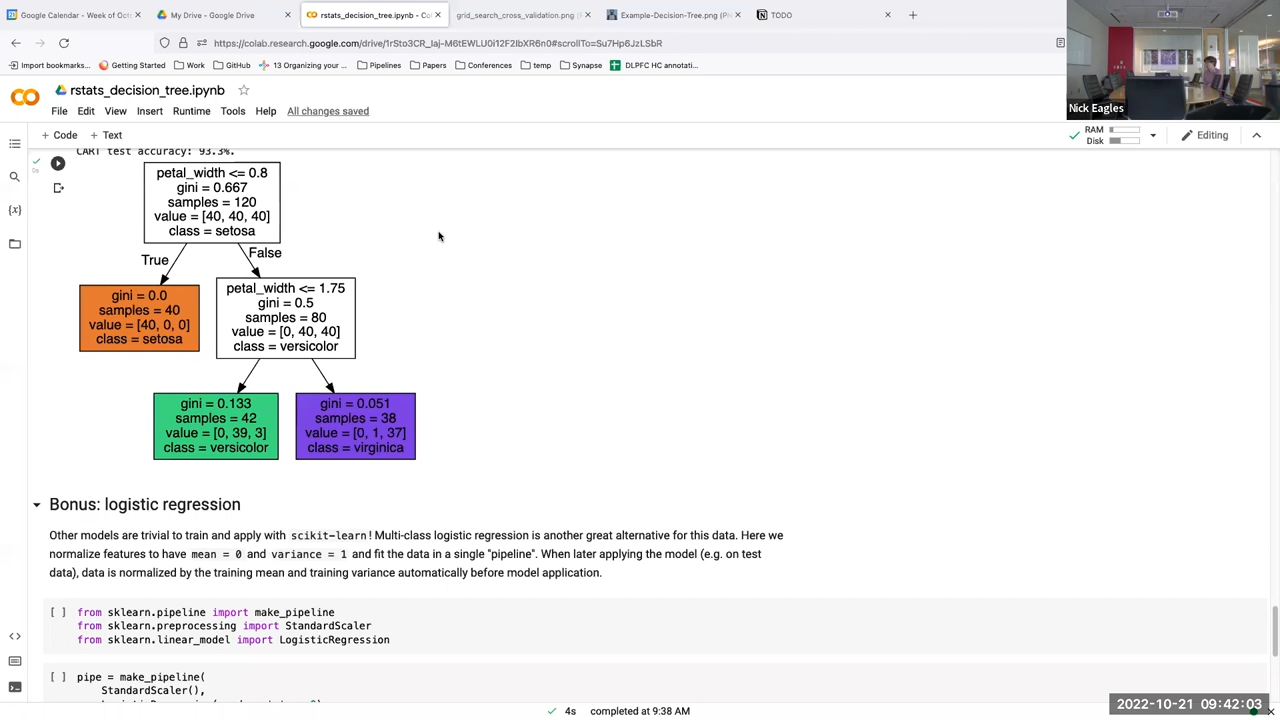 Google Calendar - Week of Octo
My Drive - Google Drive
rstats_decision_tree.ipynb - Co
grid_search_cross_validation.png (
Example-Decision-Tree.png (PN
TODO
https://colab.research.google.com/drive/1rSto3CR_Iaj-M6tEWLU0i12F2IbXR6n0#scrollTo=Su7Hp6JzLSbR
Import bookmarks...
Getting Started
Work
GitHub
13 Organizing your ...
Pipelines
Papers
Conferences
temp
Synapse
DLPFC HC annotati...
Nick Eagles
rstats_decision_tree.ipynb
File Edit View Insert Runtime Tools Help All changes saved
+ Code + Text
RAM
Disk
Editing
CART test accuracy: 93.3%.
0s
{x}
petal_width <= 0.8
gini = 0.667
samples = 120
value = [40, 40, 40]
class = setosa
True
False
gini = 0.0
samples = 40
value = [40, 0, 0]
class = setosa
petal_width <= 1.75
gini = 0.5
samples = 80
value = [0, 40, 40]
class = versicolor
gini = 0.133
samples = 42
value = [0, 39, 3]
class = versicolor
gini = 0.051
samples = 38
value = [0, 1, 37]
class = virginica
Bonus: logistic regression
Other models are trivial to train and apply with scikit-learn! Multi-class logistic regression is another great alternative for this data. Here we
normalize features to have mean = 0 and variance = 1 and fit the data in a single "pipeline". When later applying the model (e.g. on test
data), data is normalized by the training mean and training variance automatically before model application.
[ ] from sklearn.pipeline import make_pipeline
from sklearn.preprocessing import StandardScaler
from sklearn.linear_model import LogisticRegression
[ ] pipe = make_pipeline(
StandardScaler(),
4s completed at 9:38 AM
2022-10-21 09:42:03